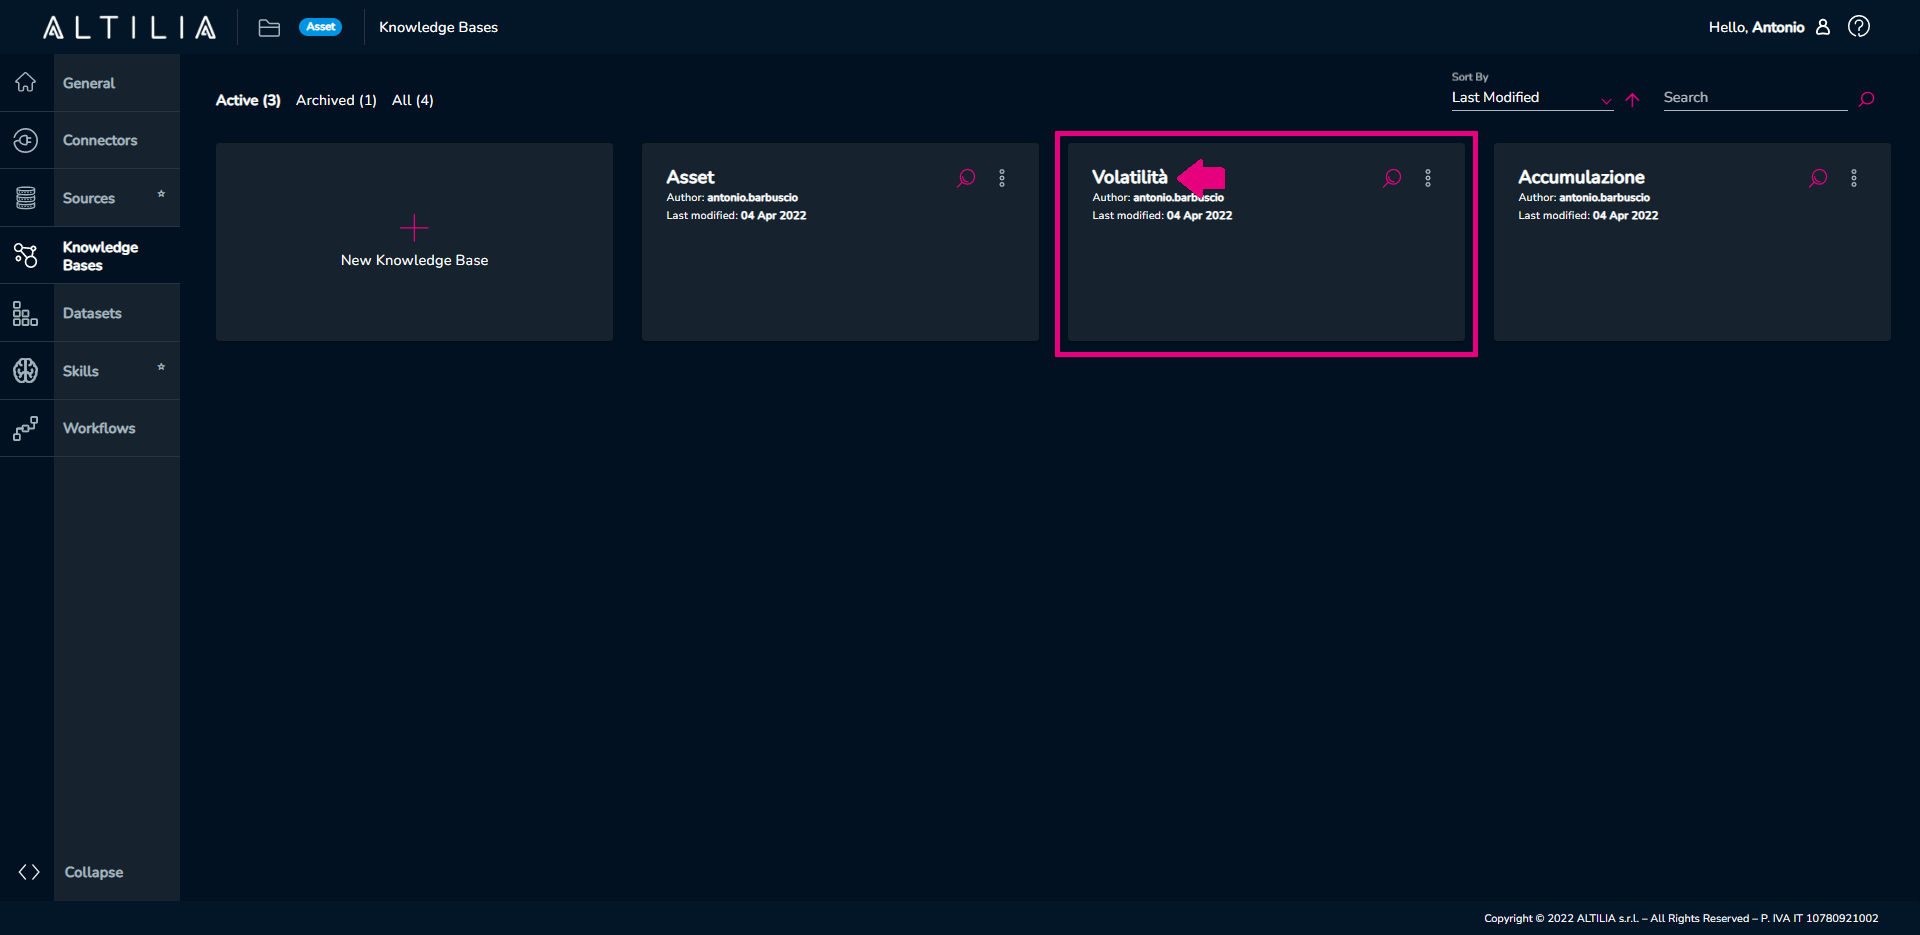 ALTILIA
Asset
Knowledge Bases
Hello, Antonio
General
Connectors
Sources
Knowledge
Bases
Datasets
Skills
Workflows
Collapse
Active (3) Archived (1) All (4)
Sort By
Last Modified
Search
New Knowledge Base
Asset
Author: antonio.barbuscio
Last modified: 04 Apr 2022
Volatilità
Author: antonio.barbuscio
Last modified: 04 Apr 2022
Accumulazione
Author: antonio.barbuscio
Last modified: 04 Apr 2022
Copyright © 2022 ALTILIA s.r.l. – All Rights Reserved – P. IVA IT 10780921002